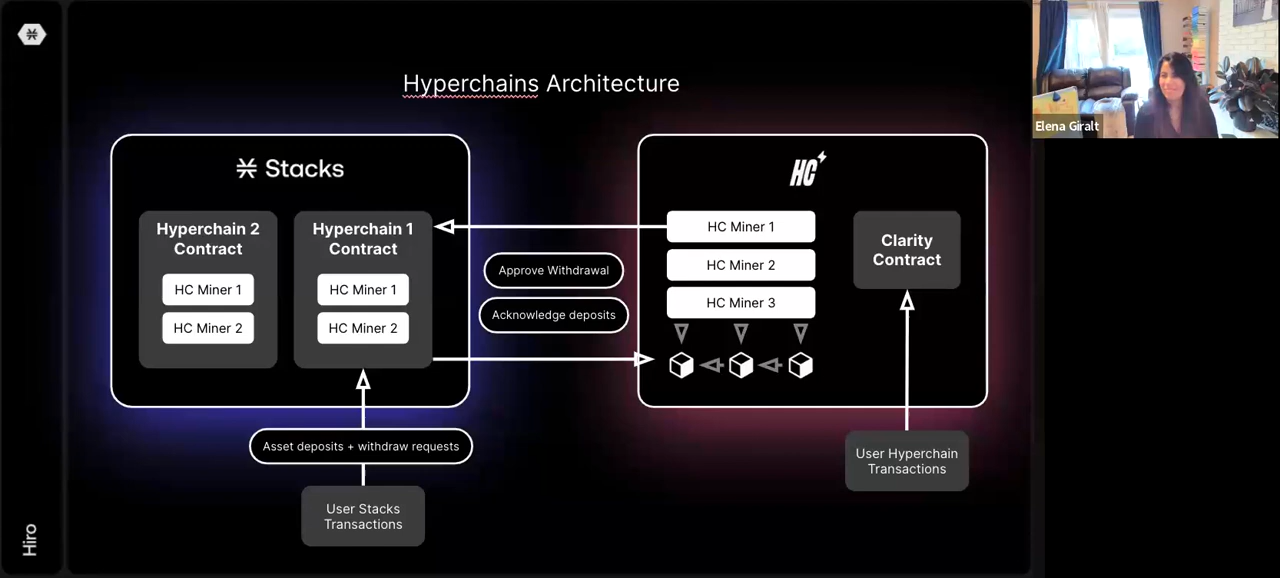 Hyperchains Architecture
Stacks
Hyperchain 2
Contract
HC Miner 1
HC Miner 2
Hyperchain 1
Contract
HC Miner 1
HC Miner 2
Approve Withdrawal
Acknowledge deposits
HC
HC Miner 1
HC Miner 2
HC Miner 3
Clarity
Contract
Asset deposits + withdraw requests
User Stacks
Transactions
User Hyperchain
Transactions
Hiro
Elena Giralt